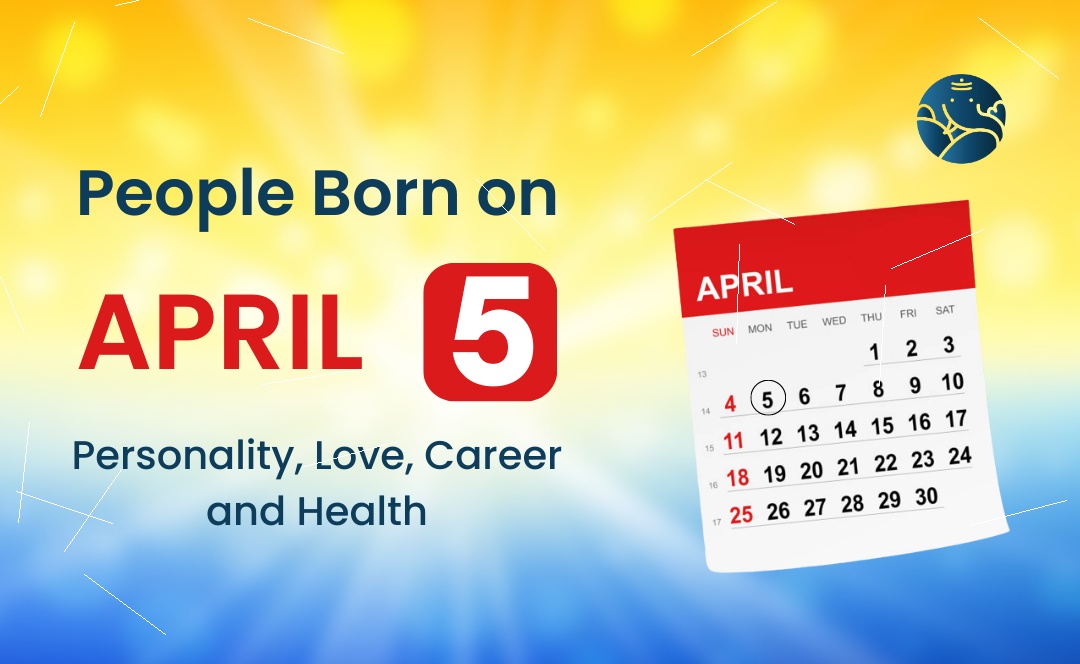 People Born on
APRIL 5
Personality, Love, Career
and Health
APRIL
SUN MON TUE WED THU FRI SAT
13 1 2 3
14 4 5 6 7 8 9 10
15 11 12 13 14 15 16 17
16 18 19 20 21 22 23 24
17 25 26 27 28 29 30